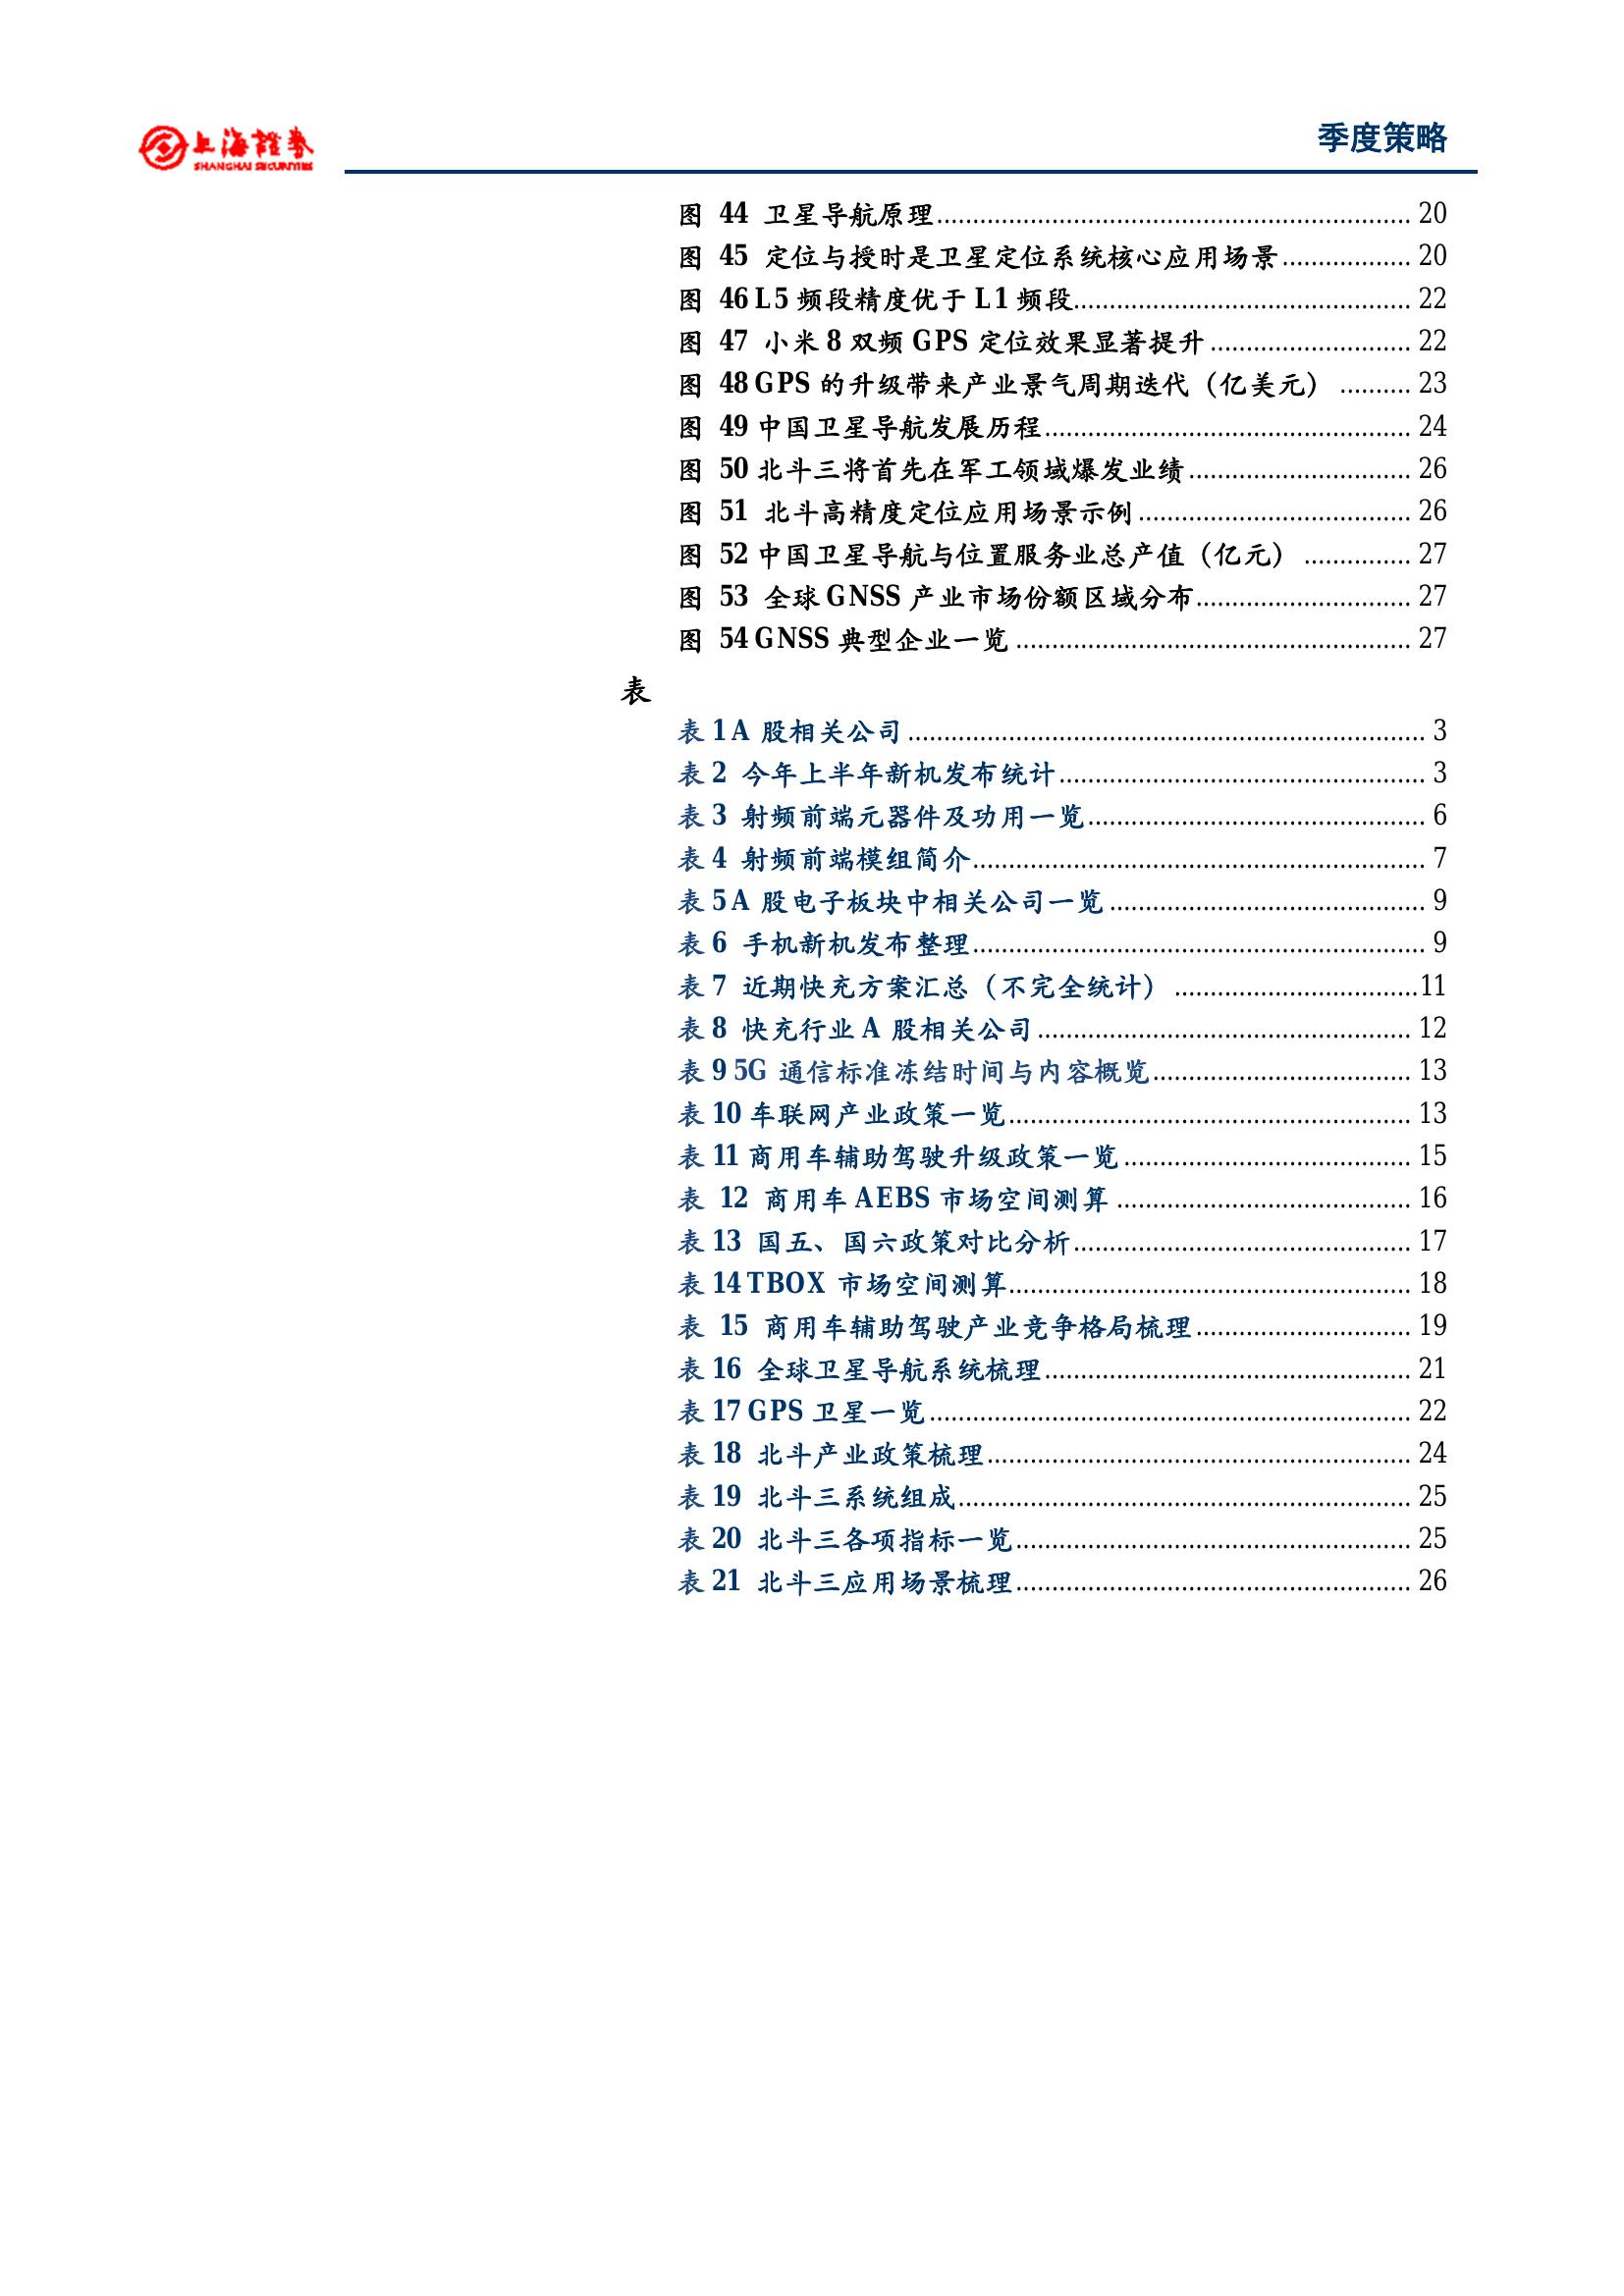 上海證券
SHANGHAI SECURITIES
季度策略
图 44 卫星导航原理................................................................ 20
图 45 定位与授时是卫星定位系统核心应用场景.................. 20
图 46 L5 频段精度优于 L1 频段............................................... 22
图 47 小米 8 双频 GPS 定位效果显著提升............................ 22
图 48 GPS 的升级带来产业景气周期迭代（亿美元） .......... 23
图 49 中国卫星导航发展历程................................................... 24
图 50 北斗三将首先在军工领域爆发业绩............................... 26
图 51 北斗高精度定位应用场景示例...................................... 26
图 52 中国卫星导航与位置服务业总产值（亿元） ............... 27
图 53 全球 GNSS 产业市场份额区域分布.............................. 27
图 54 GNSS 典型企业一览 ....................................................... 27
表
表 1 A 股相关公司........................................................................ 3
表 2 今年上半年新机发布统计................................................... 3
表 3 射频前端元器件及功用一览............................................... 6
表 4 射频前端模组简介............................................................... 7
表 5 A 股电子板块中相关公司一览............................................ 9
表 6 手机新机发布整理............................................................... 9
表 7 近期快充方案汇总（不完全统计） ..................................11
表 8 快充行业 A 股相关公司.................................................... 12
表 9 5G 通信标准冻结时间与内容概览.................................... 13
表 10 车联网产业政策一览........................................................ 13
表 11 商用车辅助驾驶升级政策一览........................................ 15
表 12 商用车 AEBS 市场空间测算 ......................................... 16
表 13 国五、国六政策对比分析............................................... 17
表 14 TBOX 市场空间测算........................................................ 18
表 15 商用车辅助驾驶产业竞争格局梳理.............................. 19
表 16 全球卫星导航系统梳理................................................... 21
表 17 GPS 卫星一览................................................................... 22
表 18 北斗产业政策梳理........................................................... 24
表 19 北斗三系统组成............................................................... 25
表 20 北斗三各项指标一览....................................................... 25
表 21 北斗三应用场景梳理....................................................... 26